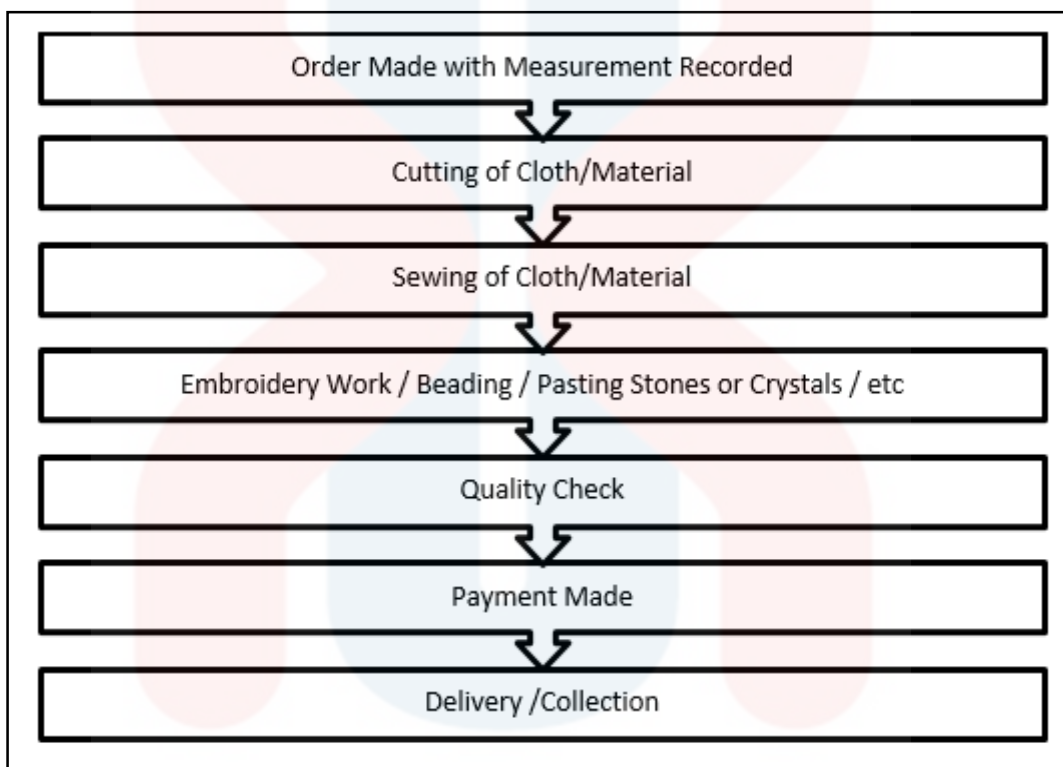 Order Made with Measurement Recorded
Cutting of Cloth/Material
Sewing of Cloth/Material
Embroidery Work / Beading / Pasting Stones or Crystals / etc
Quality Check
Payment Made
Delivery /Collection